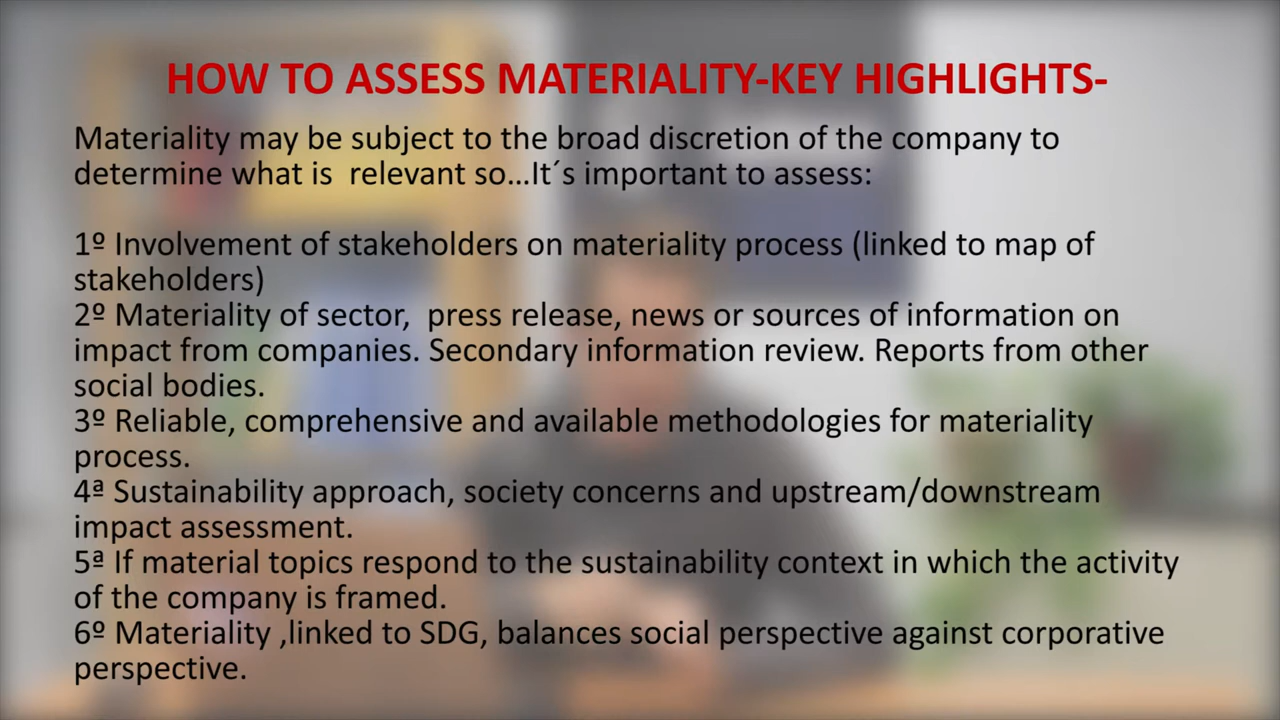 HOW TO ASSESS MATERIALITY-KEY HIGHLIGHTS-
Materiality may be subject to the broad discretion of the company to
determine what is  relevant so…It´s important to assess:
1º Involvement of stakeholders on materiality process (linked to map of
stakeholders)
2º Materiality of sector,  press release, news or sources of information on
impact from companies. Secondary information review. Reports from other
social bodies.
3º Reliable, comprehensive and available methodologies for materiality
process.
4ª Sustainability approach, society concerns and upstream/downstream
impact assessment.
5ª If material topics respond to the sustainability context in which the activity
of the company is framed.
6º Materiality ,linked to SDG, balances social perspective against corporative
perspective.